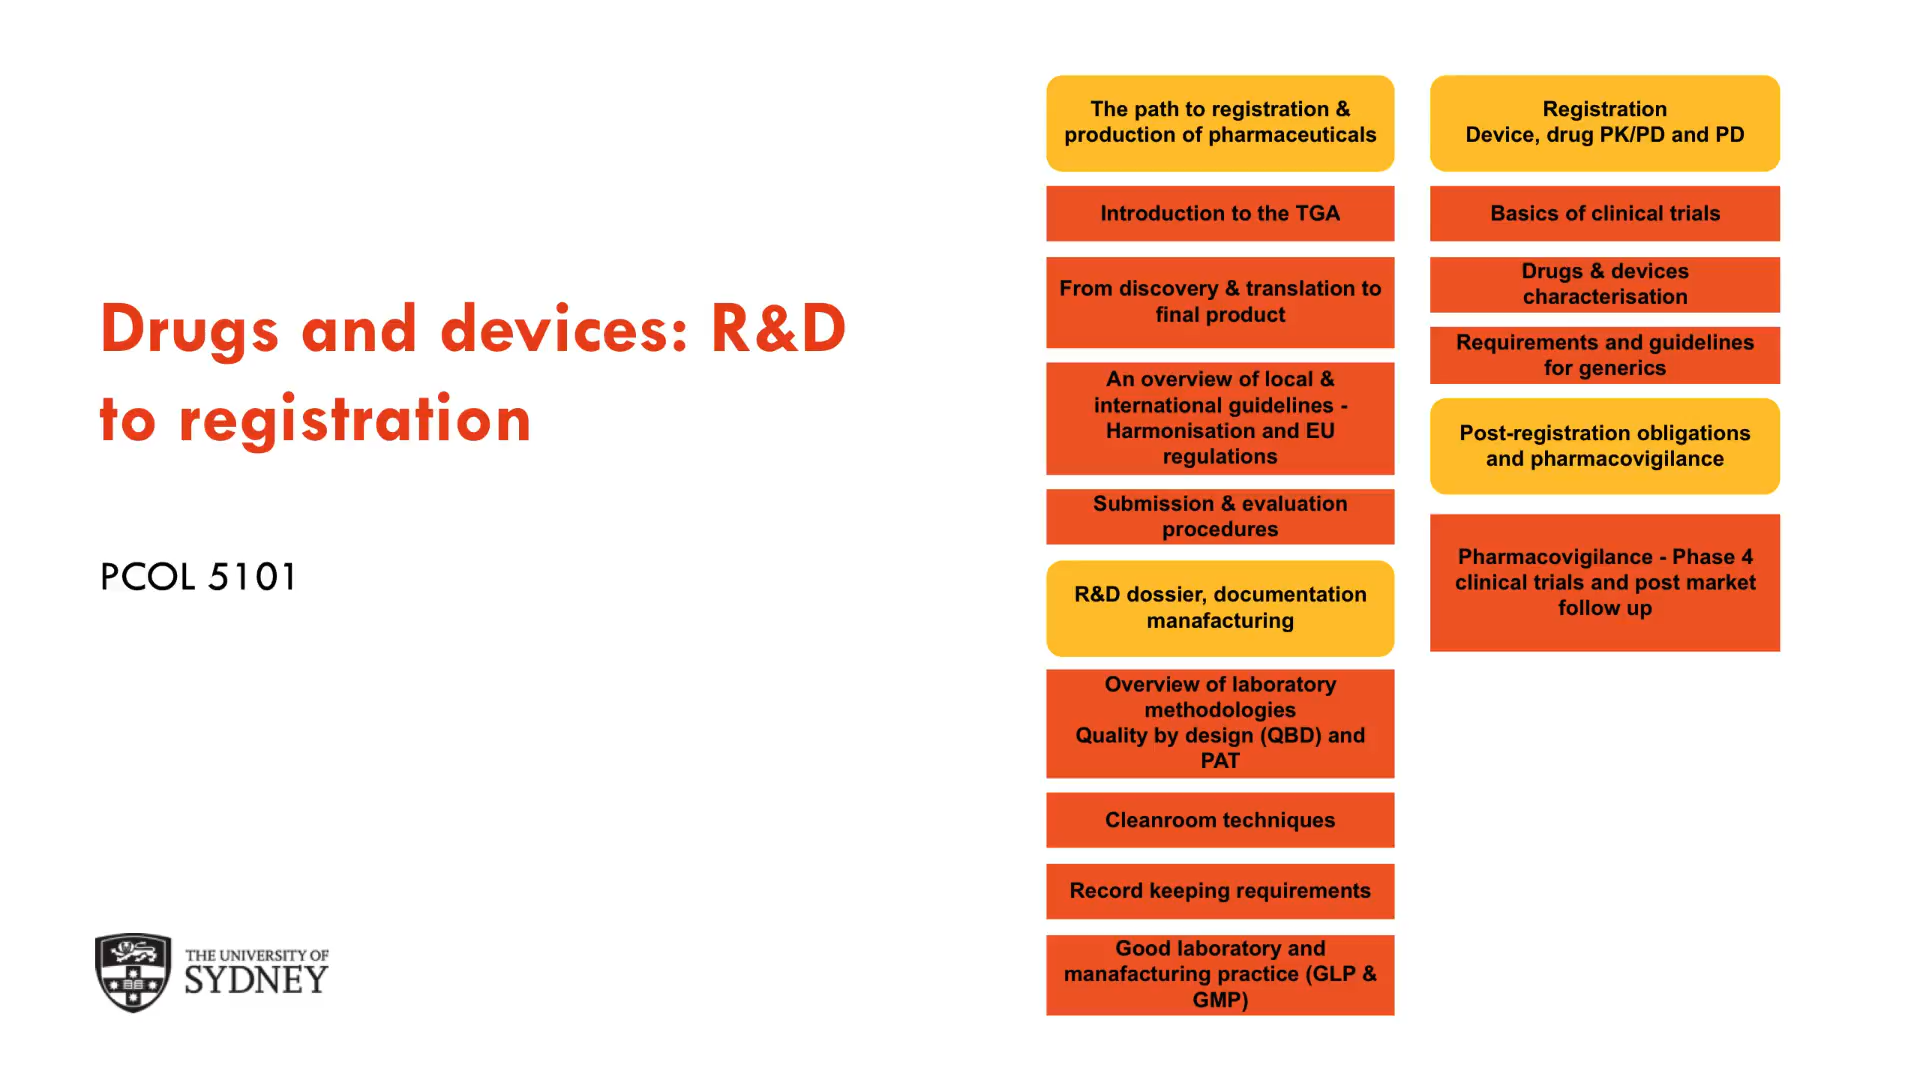 Drugs and devices: R&D
to registration
PCOL 5101
THE UNIVERSITY OF
SYDNEY
The path to registration &
production of pharmaceuticals
Introduction to the TGA
From discovery & translation to
final product
An overview of local &
international guidelines -
Harmonisation and EU
regulations
Submission & evaluation
procedures
R&D dossier, documentation
manafacturing
Overview of laboratory
methodologies
Quality by design (QBD) and
PAT
Cleanroom techniques
Record keeping requirements
Good laboratory and
manafacturing practice (GLP &
GMP)
Registration
Device, drug PK/PD and PD
Basics of clinical trials
Drugs & devices
characterisation
Requirements and guidelines
for generics
Post-registration obligations
and pharmacovigilance
Pharmacovigilance - Phase 4
clinical trials and post market
follow up